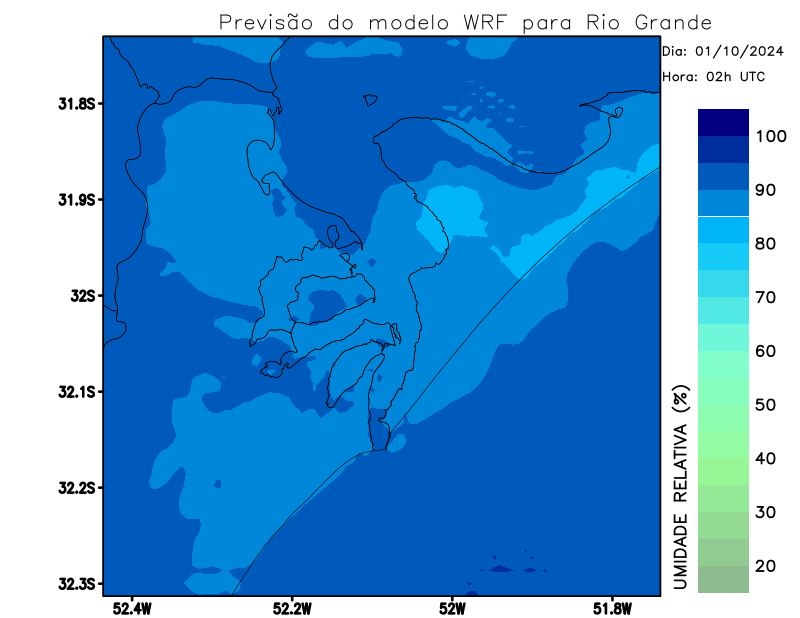 Previsão do modelo WRF para Rio Grande
Dia: 01/10/2024
Hora: 02h UTC
31.8S
31.9S
32S
32.1S
32.2S
32.3S
52.4W
52.2W
52W
51.8W
100
90
80
70
60
50
40
30
20
UMIDADE RELATIVA (%)